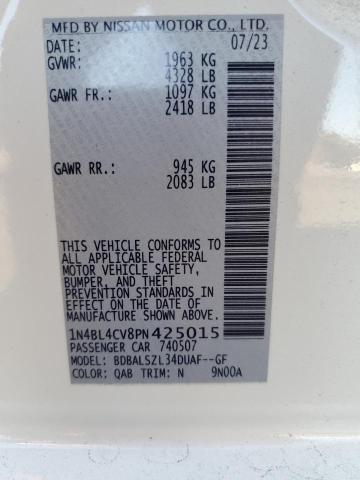 MFD BY NISSAN MOTOR CO., LTD.
DATE: 07/23
GVWR: 1963 KG
4328 LB
GAWR FR.: 1097 KG
2418 LB
GAWR RR.: 945 KG
2083 LB
THIS VEHICLE CONFORMS TO
ALL APPLICABLE FEDERAL
MOTOR VEHICLE SAFETY,
BUMPER, AND THEFT
PREVENTION STANDARDS IN
EFFECT ON THE DATE OF
MANUFACTURE SHOWN ABOVE.
1N4BL4CV8PN425015
PASSENGER CAR 740507
MODEL: BDBALSZL34DUAF--GF
COLOR: QAB TRIM: N 9N00A